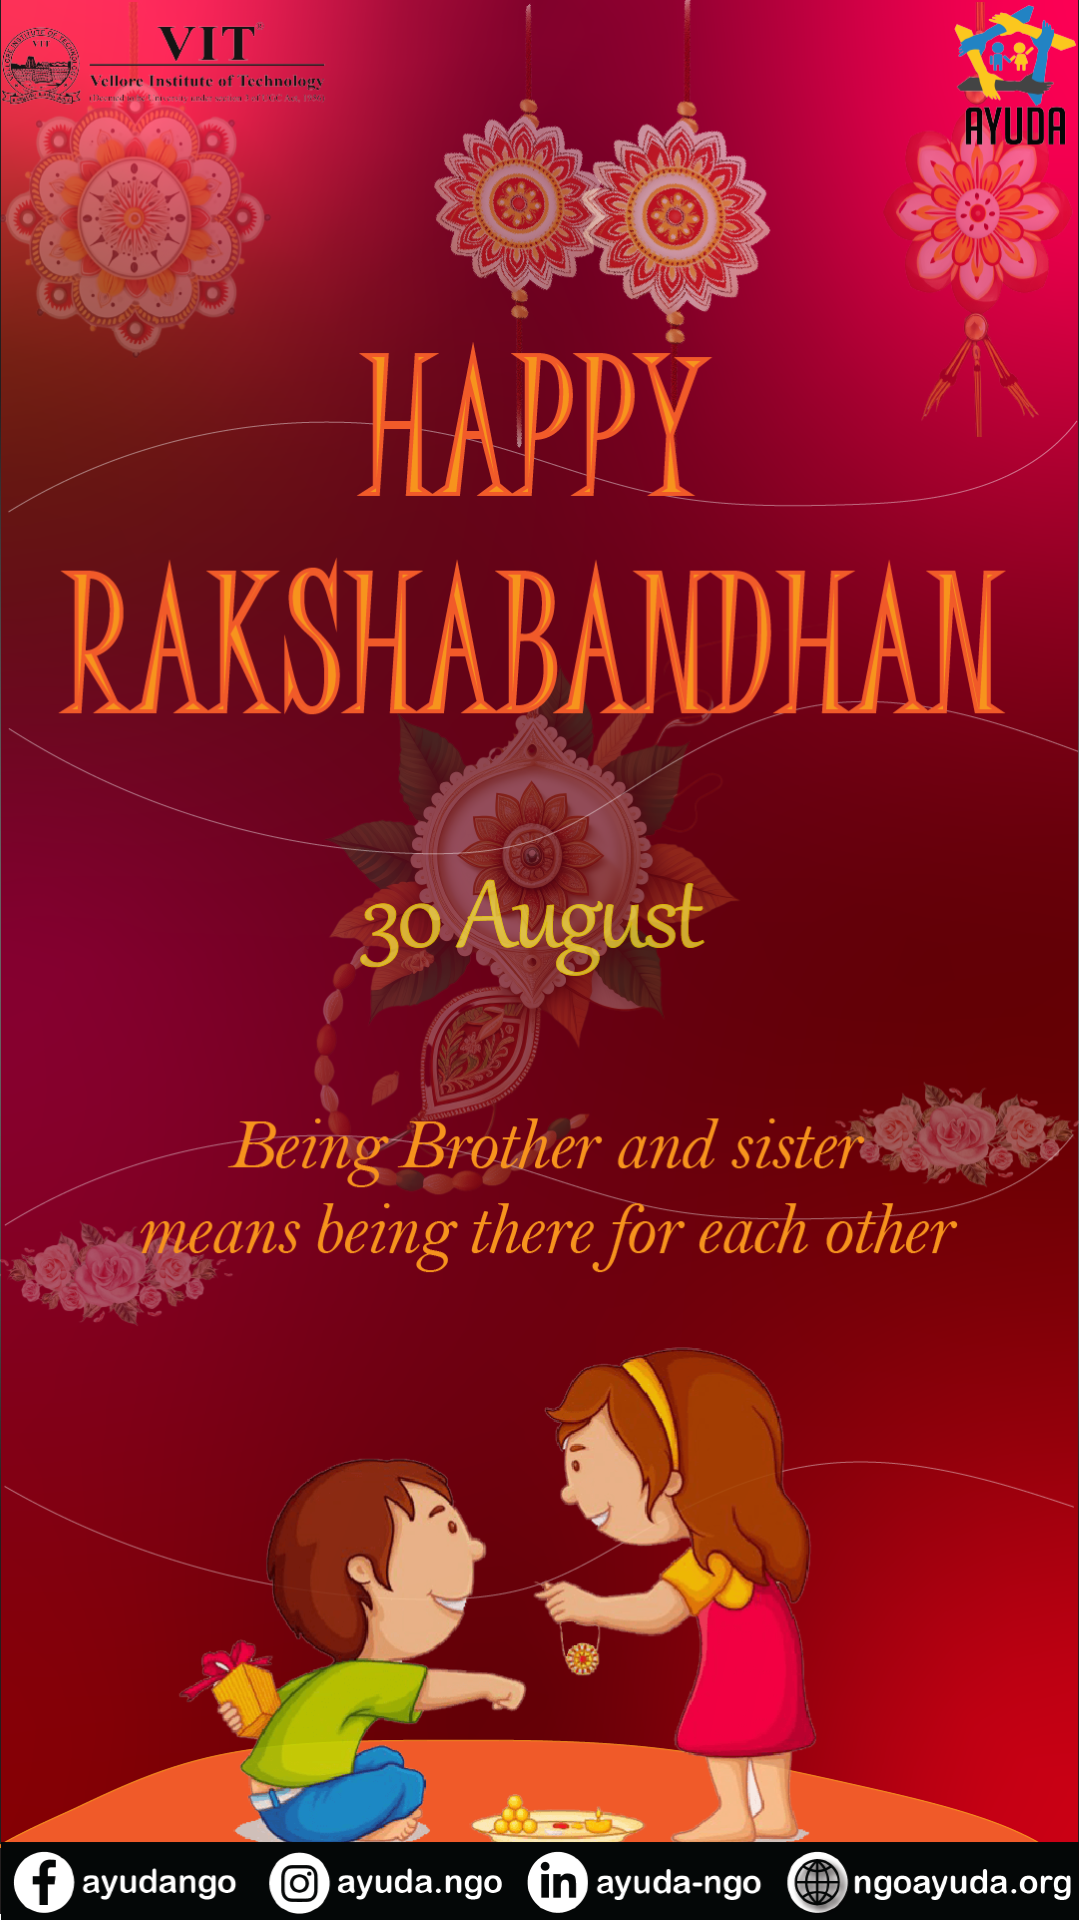 VIT
Vellore Institute of Technology
AYUDA
HAPPY
RAKSHABANDHAN
30 August
Being Brother and sister
means being there for each other
ayudango ayuda.ngo ayuda-ngo ngoayuda.org